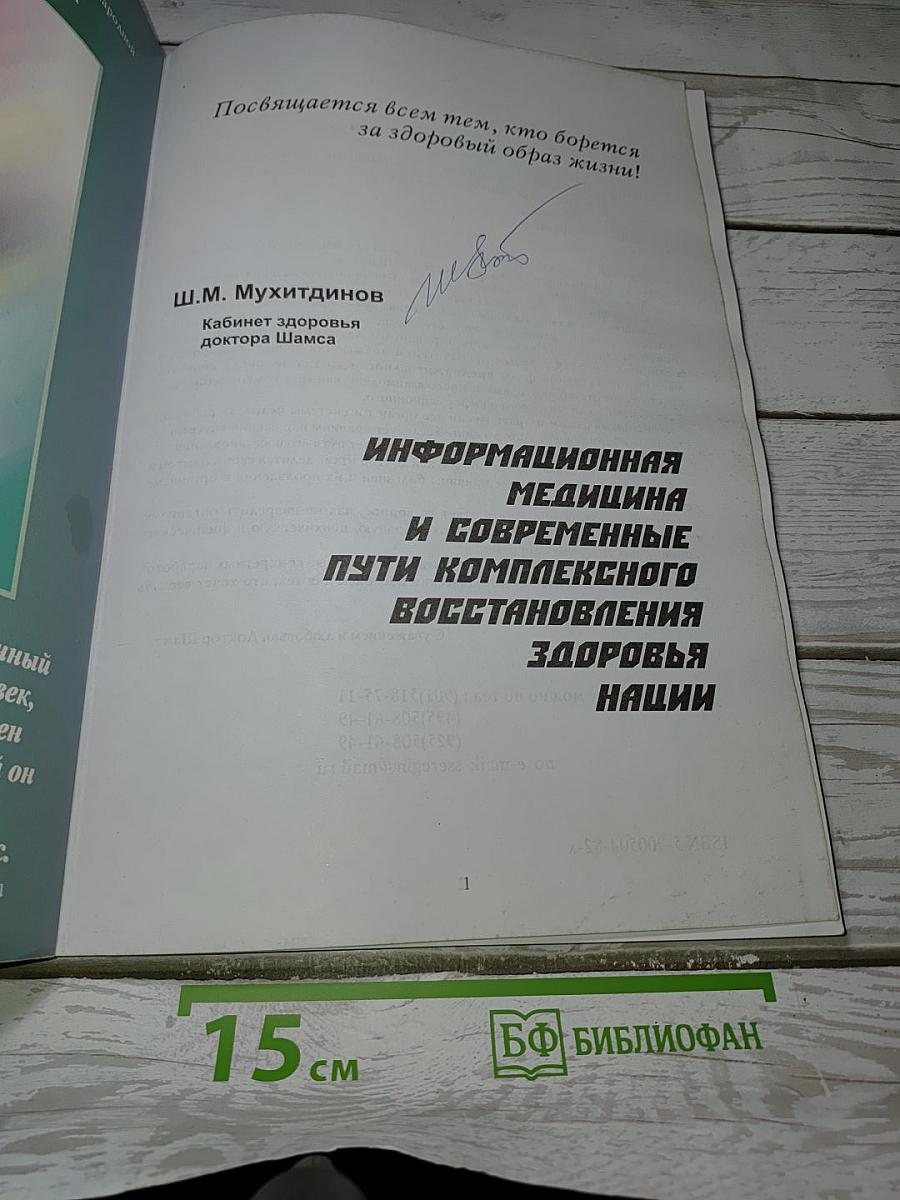 Посвящается всем тем, кто борется
за здоровый образ жизни!
Ш.М. Мухитдинов
Кабинет здоровья
доктора Шамса
ИНФОРМАЦИОННАЯ
МЕДИЦИНА
И СОВРЕМЕННЫЕ
ПУТИ КОМПЛЕКСНОГО
ВОССТАНОВЛЕНИЯ
ЗДОРОВЬЯ
НАЦИИ
1
15 см
БФ БИБЛИОФАН